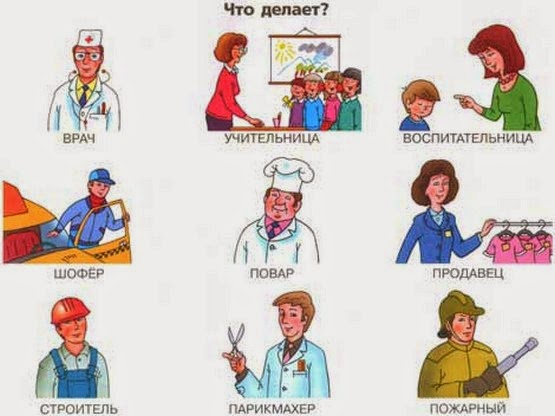 Что делает?
ВРАЧ
УЧИТЕЛЬНИЦА
ВОСПИТАТЕЛЬНИЦА
ШОФЁР
ПОВАР
ПРОДАВЕЦ
СТРОИТЕЛЬ
ПАРИКМАХЕР
ПОЖАРНЫЙ